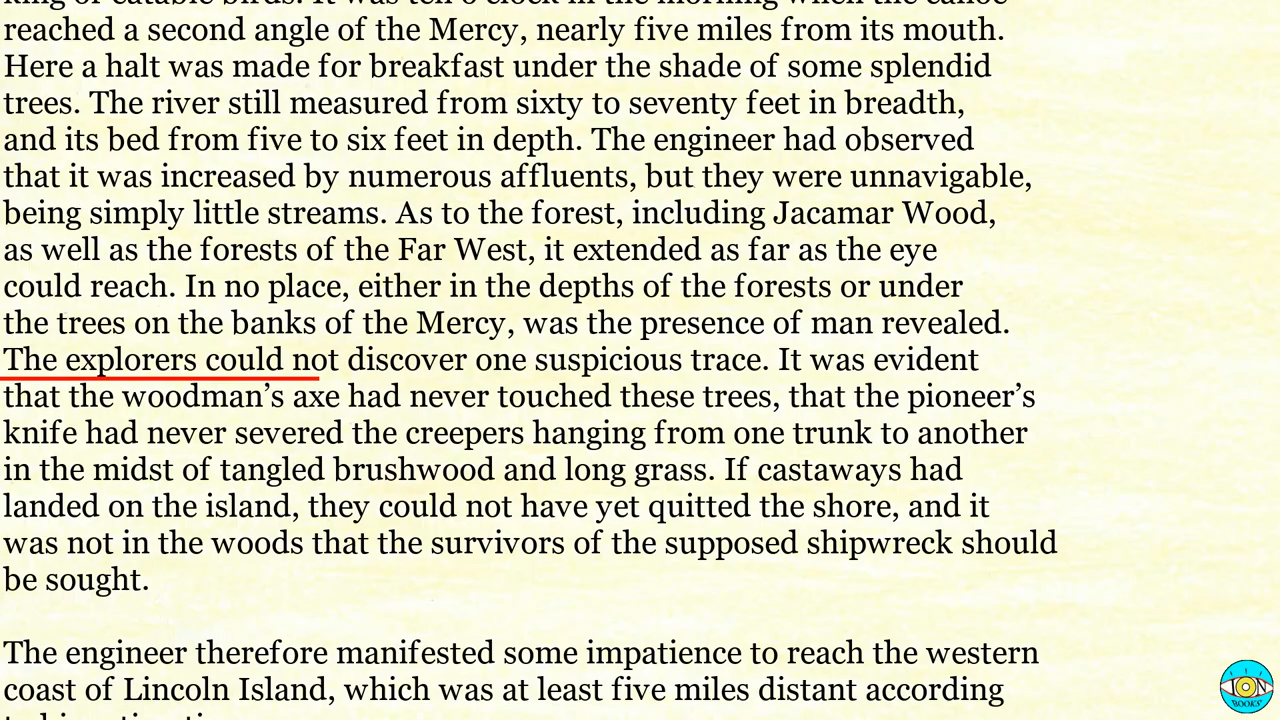 reached a second angle of the Mercy, nearly five miles from its mouth.
Here a halt was made for breakfast under the shade of some splendid
trees. The river still measured from sixty to seventy feet in breadth,
and its bed from five to six feet in depth. The engineer had observed
that it was increased by numerous affluents, but they were unnavigable,
being simply little streams. As to the forest, including Jacamar Wood,
as well as the forests of the Far West, it extended as far as the eye
could reach. In no place, either in the depths of the forests or under
the trees on the banks of the Mercy, was the presence of man revealed.
The explorers could not discover one suspicious trace. It was evident
that the woodman’s axe had never touched these trees, that the pioneer’s
knife had never severed the creepers hanging from one trunk to another
in the midst of tangled brushwood and long grass. If castaways had
landed on the island, they could not have yet quitted the shore, and it
was not in the woods that the survivors of the supposed shipwreck should
be sought.
The engineer therefore manifested some impatience to reach the western
coast of Lincoln Island, which was at least five miles distant according
ION
BOOKS